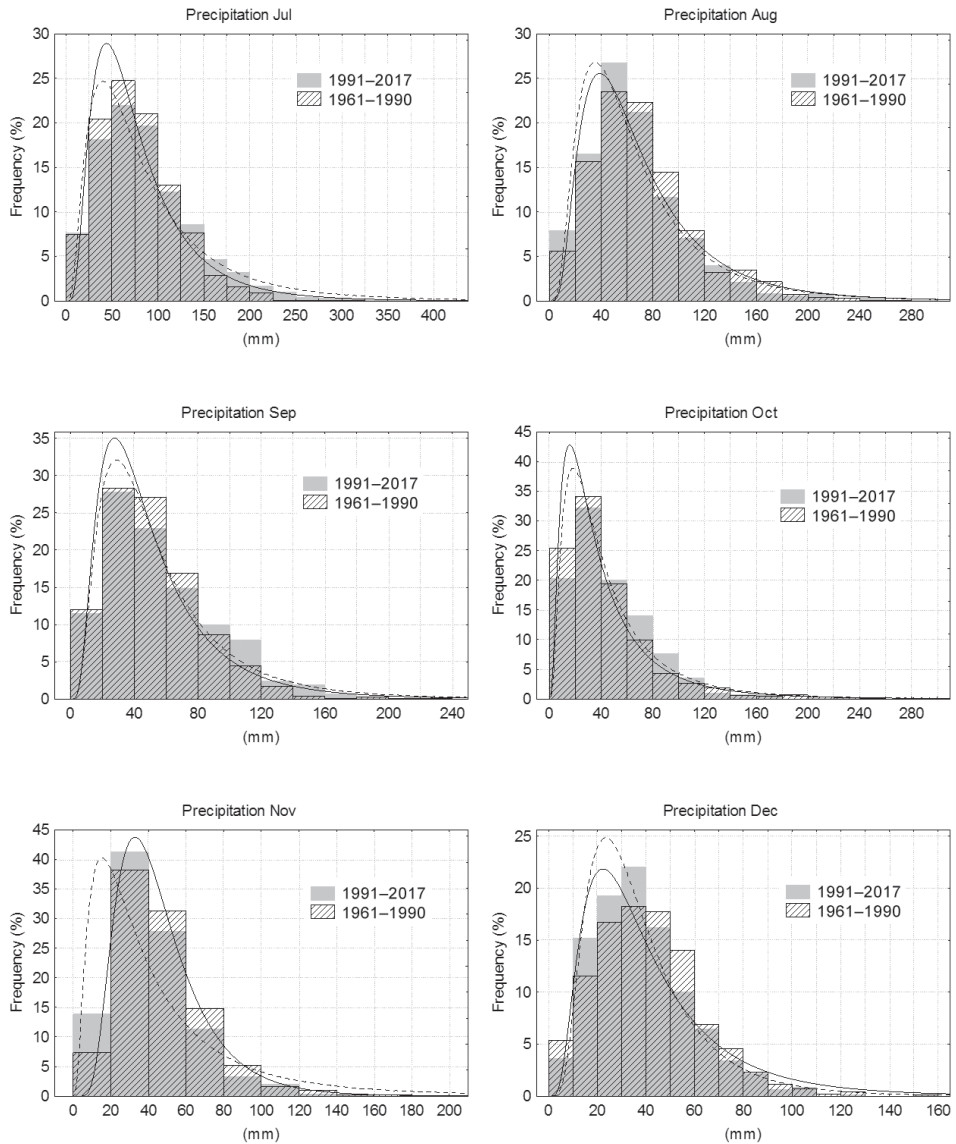 Precipitation Jul
30
25
20
15
10
5
0
Frequency (%)
1991–2017
1961–1990
0 50 100 150 200 250 300 350 400
(mm)
Precipitation Aug
30
25
20
15
10
5
0
Frequency (%)
1991–2017
1961–1990
0 40 80 120 160 200 240 280
(mm)
Precipitation Sep
35
30
25
20
15
10
5
0
Frequency (%)
1991–2017
1961–1990
0 40 80 120 160 200 240
(mm)
Precipitation Oct
45
40
35
30
25
20
15
10
5
0
Frequency (%)
1991–2017
1961–1990
0 40 80 120 160 200 240 280
(mm)
Precipitation Nov
45
40
35
30
25
20
15
10
5
0
Frequency (%)
1991–2017
1961–1990
0 20 40 60 80 100 120 140 160 180 200
(mm)
Precipitation Dec
25
20
15
10
5
0
Frequency (%)
1991–2017
1961–1990
0 20 40 60 80 100 120 140 160
(mm)